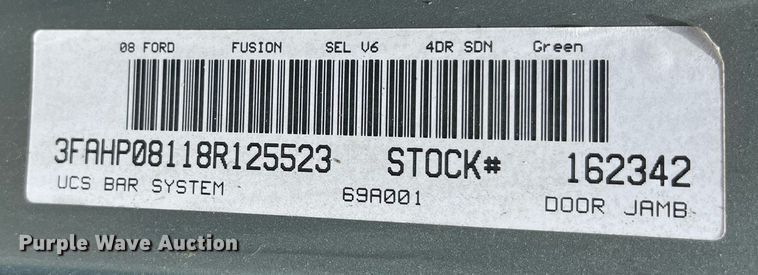 08 FORD FUSION SEL V6 4DR SDN Green
3FAHP08118R125523 STOCK# 162342
UCS BAR SYSTEM 69A001 DOOR JAMB
Purple Wave Auction